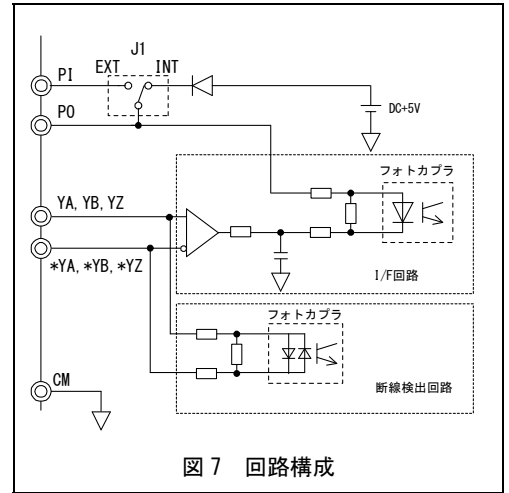 J1
EXT INT
PI
PO
DC+5V
フォトカプラ
YA, YB, YZ
*YA, *YB, *YZ
I/F回路
フォトカプラ
断線検出回路
CM
図 7 回路構成